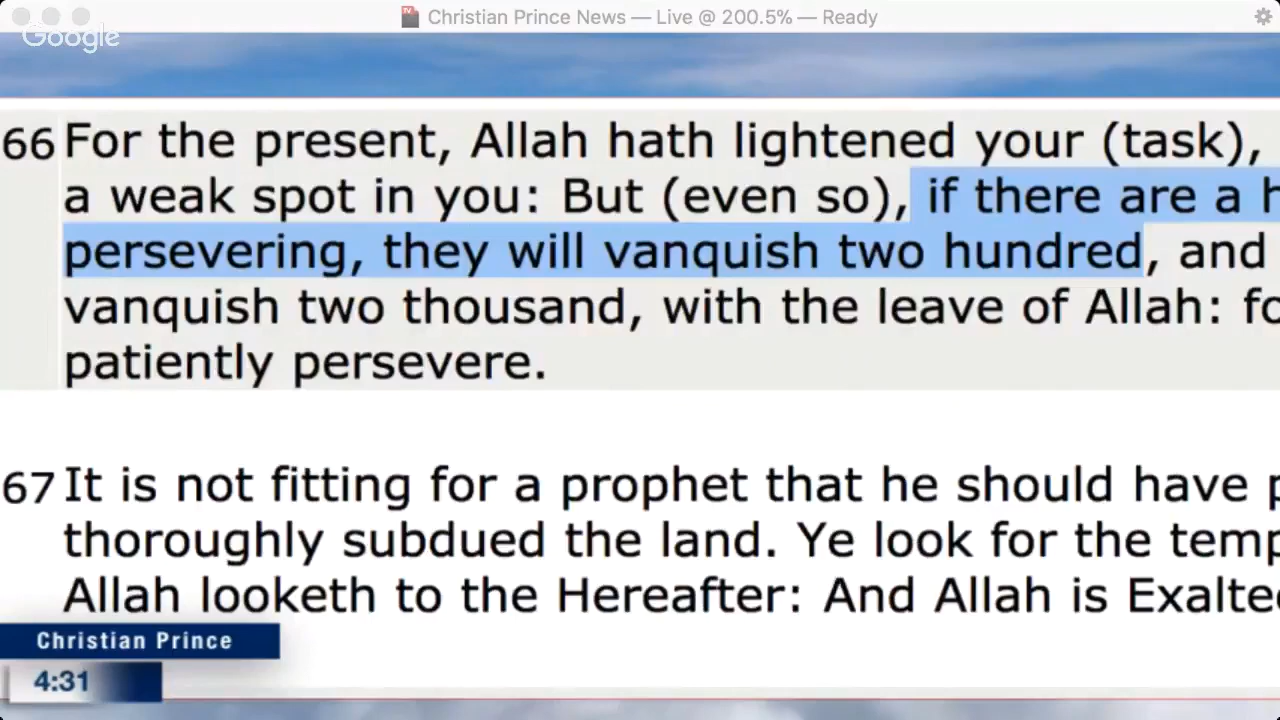 Christian Prince News — Live @ 200.5% — Ready
Google
66 For the present, Allah hath lightened your (task),
a weak spot in you: But (even so), if there are a
persevering, they will vanquish two hundred, and
vanquish two thousand, with the leave of Allah:
patiently persevere.
67 It is not fitting for a prophet that he should have
thoroughly subdued the land. Ye look for the
Allah looketh to the Hereafter: And Allah is
Christian Prince
4:31